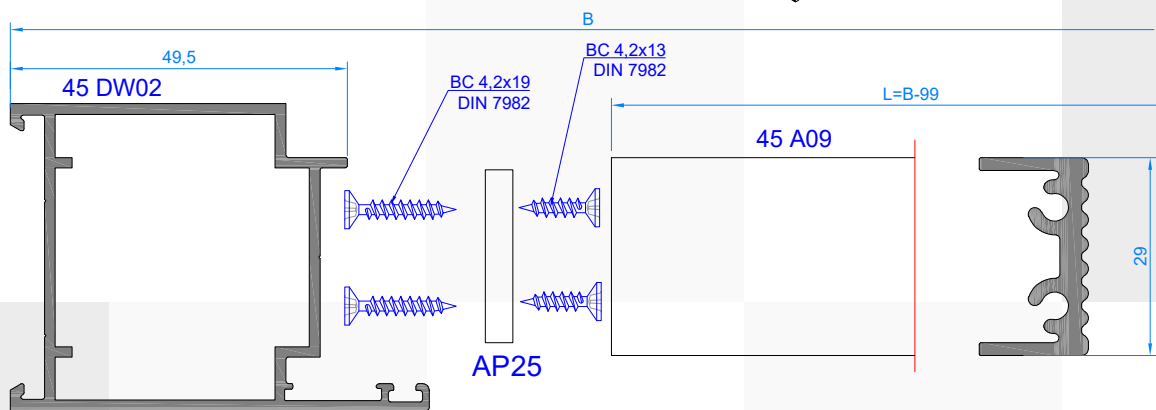 B
49,5
45 DW02
BC 4,2x19
DIN 7982
BC 4,2x13
DIN 7982
L=B-99
45 A09
29
AP25